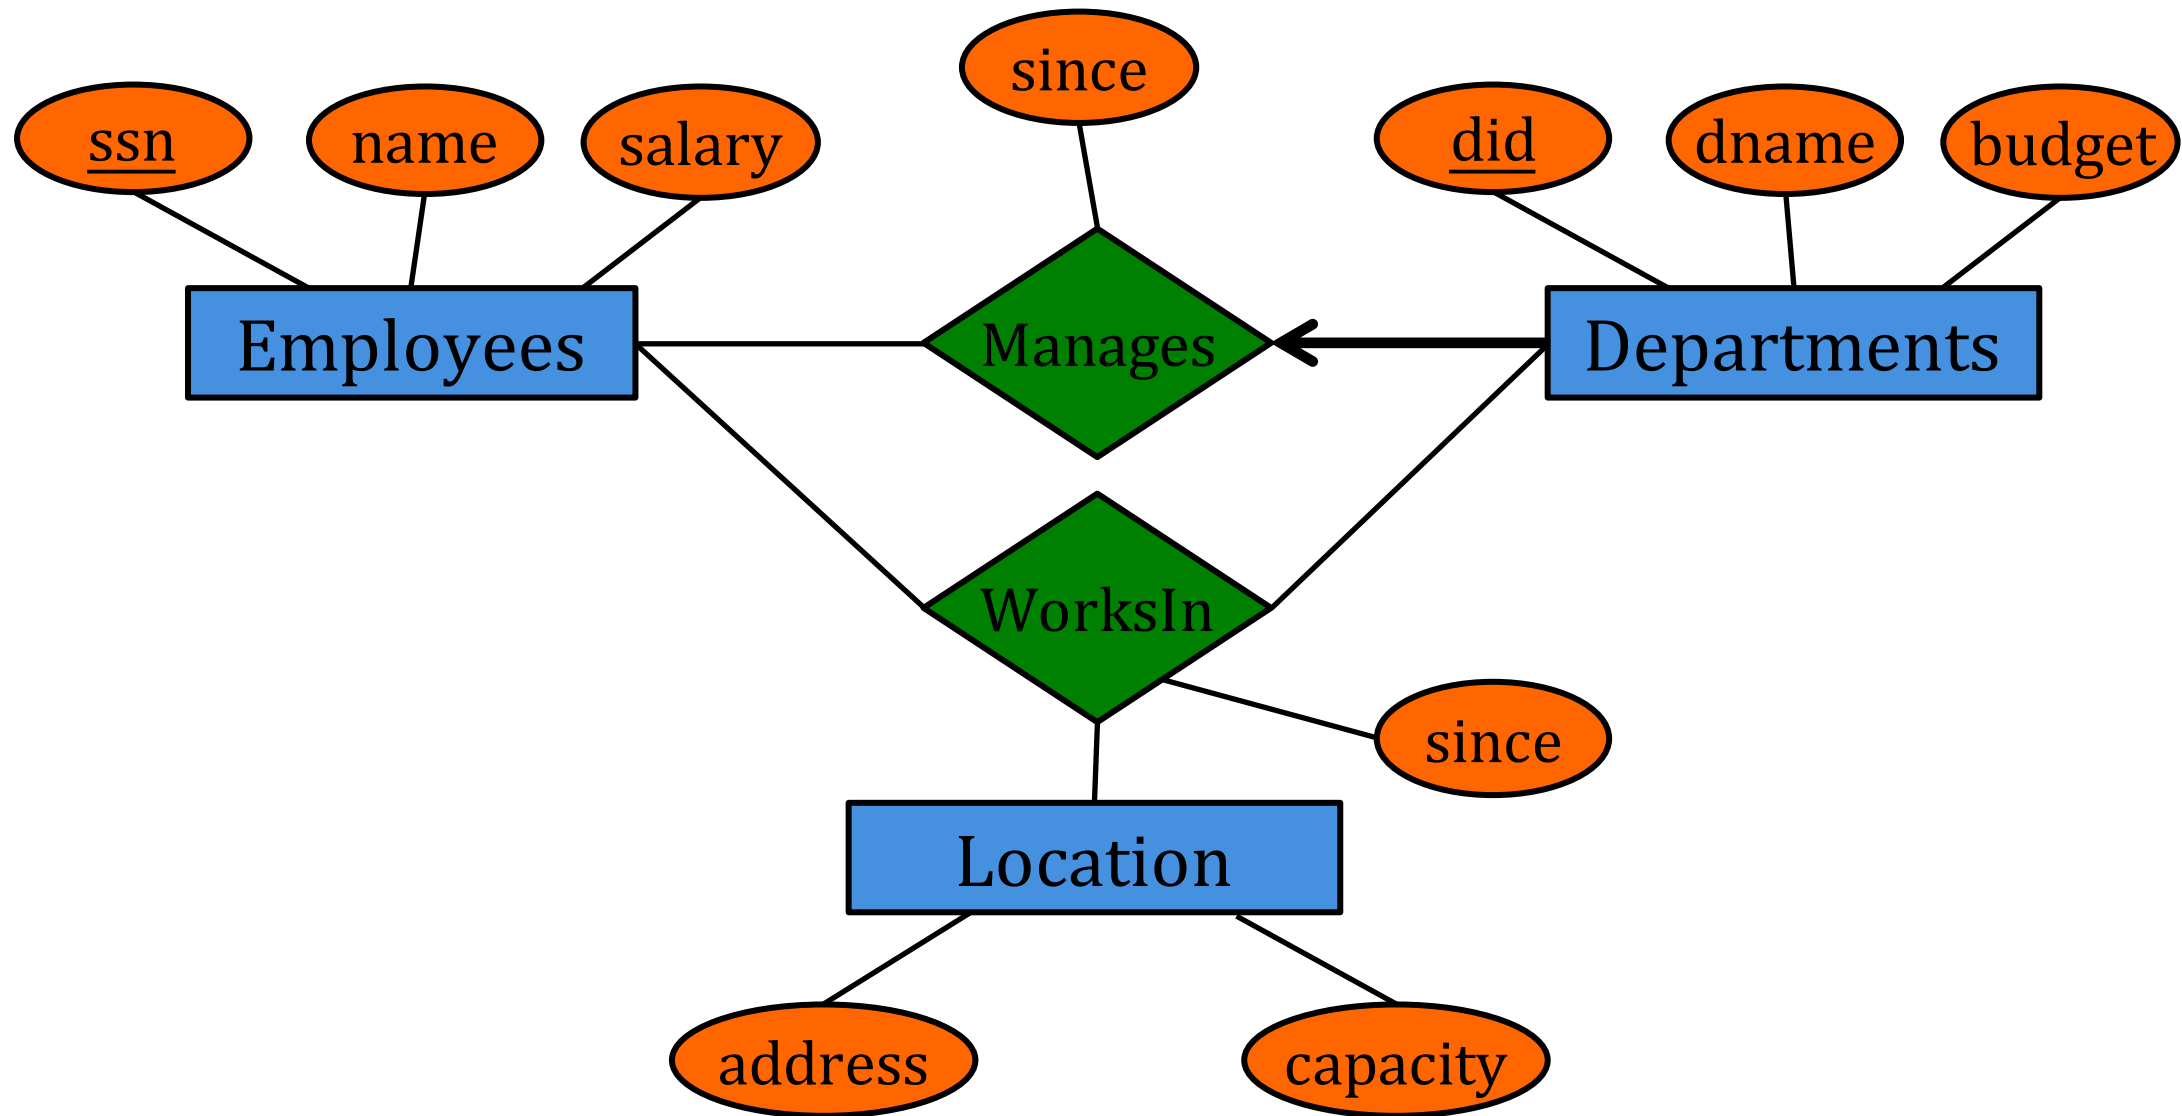 since
ssn
name
salary
did
dname
budget
Employees
Manages
Departments
WorksIn
since
Location
address
capacity